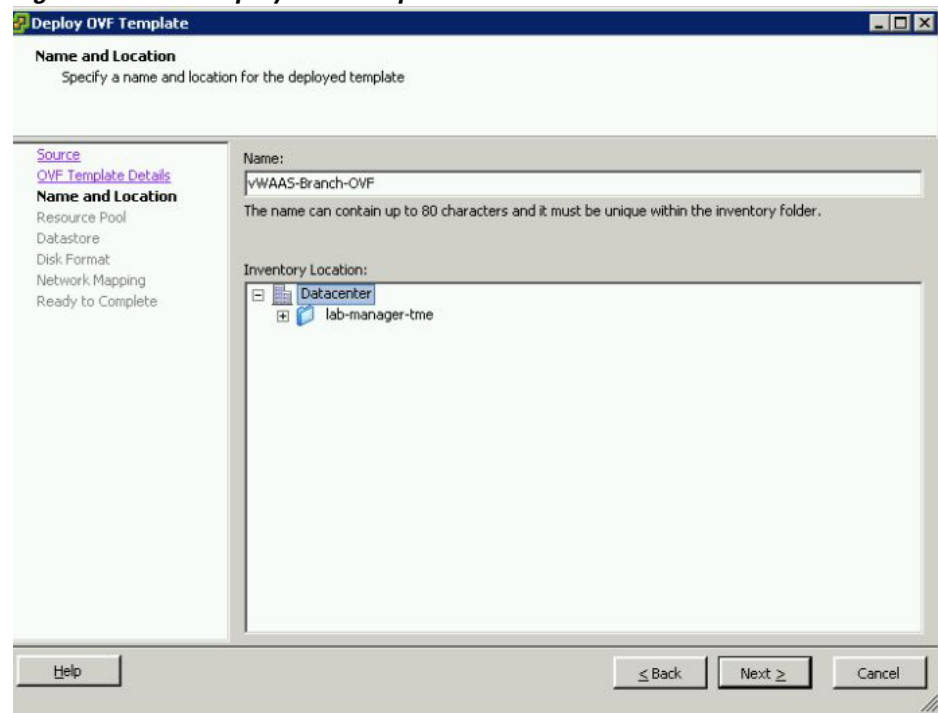 Deploy OVF Template
Name and Location
Specify a name and location for the deployed template
Source
OVF Template Details
Name and Location
Resource Pool
Datastore
Disk Format
Network Mapping
Ready to Complete
Name:
vWAAS-Branch-OVF
The name can contain up to 80 characters and it must be unique within the inventory folder.
Inventory Location:
Datacenter
lab-manager-tme
Help
≤ Back
Next ≥
Cancel